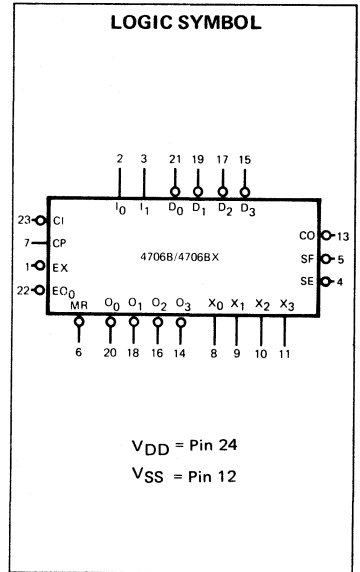 LOGIC SYMBOL
2 3 21 19 17 15
I0 I1 D0 D1 D2 D3
23 CI
CO 13
7 CP
4706B/4706BX
SF 5
1 EX
SE 4
22 EO0
MR O0 O1 O2 O3 X0 X1 X2 X3
6 20 18 16 14 8 9 10 11
VDD = Pin 24
VSS = Pin 12